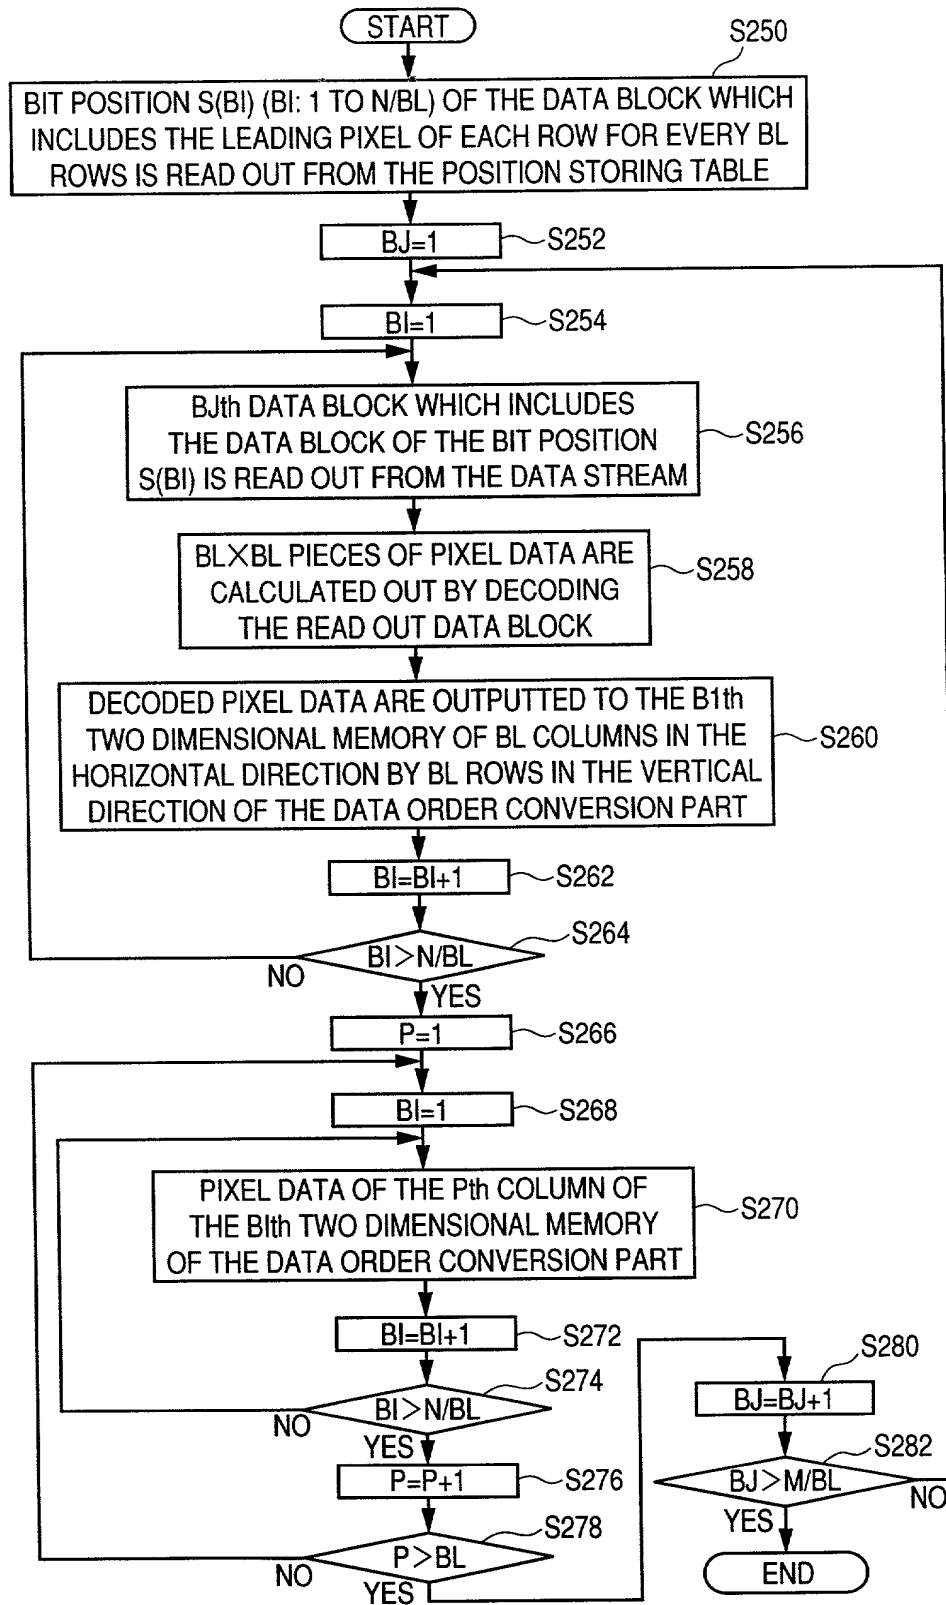 START
S250
BIT POSITION S(BI) (BI: 1 TO N/BL) OF THE DATA BLOCK WHICH
INCLUDES THE LEADING PIXEL OF EACH ROW FOR EVERY BL
ROWS IS READ OUT FROM THE POSITION STORING TABLE
BJ=1
S252
BI=1
S254
BJth DATA BLOCK WHICH INCLUDES
THE DATA BLOCK OF THE BIT POSITION
S(BI) IS READ OUT FROM THE DATA STREAM
S256
BL×BL PIECES OF PIXEL DATA ARE
CALCULATED OUT BY DECODING
THE READ OUT DATA BLOCK
S258
DECODED PIXEL DATA ARE OUTPUTTED TO THE B1th
TWO DIMENSIONAL MEMORY OF BL COLUMNS IN THE
HORIZONTAL DIRECTION BY BL ROWS IN THE VERTICAL
DIRECTION OF THE DATA ORDER CONVERSION PART
S260
BI=BI+1
S262
BI>N/BL
S264
NO
YES
P=1
S266
BI=1
S268
PIXEL DATA OF THE Pth COLUMN OF
THE BIth TWO DIMENSIONAL MEMORY
OF THE DATA ORDER CONVERSION PART
S270
BI=BI+1
S272
BI>N/BL
S274
NO
YES
P=P+1
S276
P>BL
S278
NO
YES
BJ=BJ+1
S280
BJ>M/BL
S282
NO
YES
END